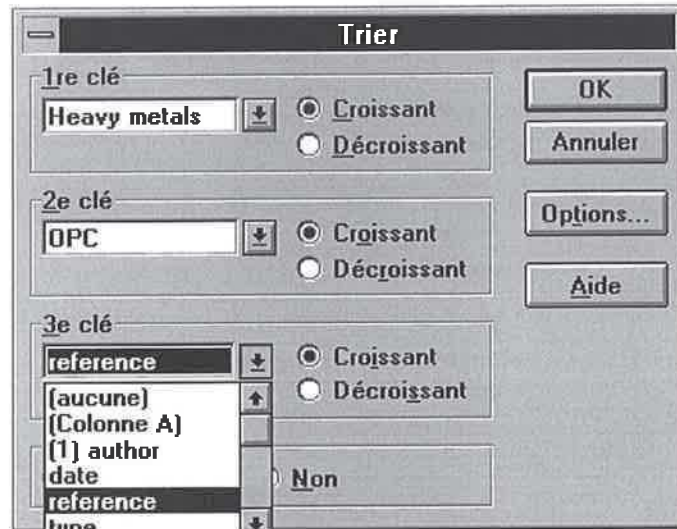 Trier
1re clé
Heavy metals
Croissant
Décroissant
OK
Annuler
2e clé
OPC
Croissant
Décroissant
Options...
Aide
3e clé
reference
Croissant
Décroissant
(aucune)
(Colonne A)
(1) author
date
reference
Non